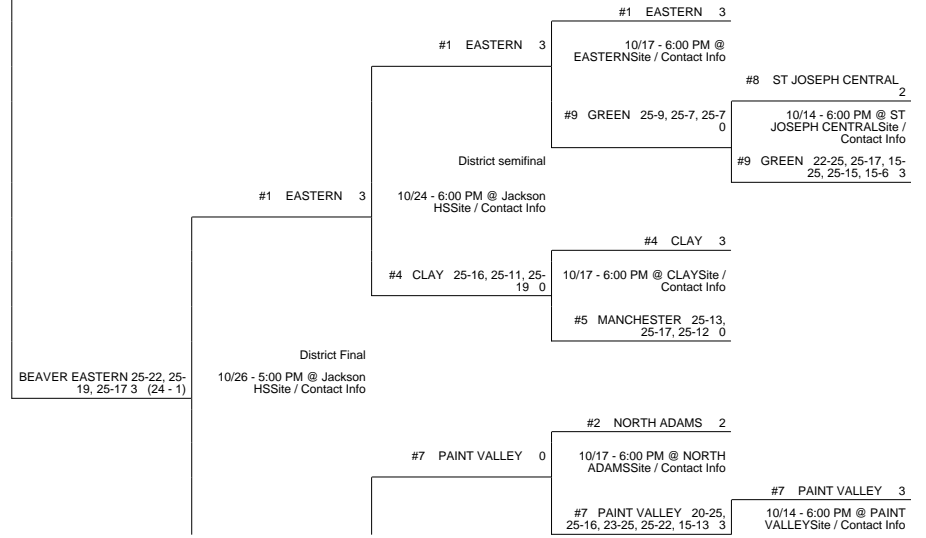 #1 EASTERN 3
#1 EASTERN 3
10/17 - 6:00 PM @
EASTERNSite / Contact Info
#8 ST JOSEPH CENTRAL
2
#9 GREEN 25-9, 25-7, 25-7
0
10/14 - 6:00 PM @ ST
JOSEPH CENTRALSite /
Contact Info
District semifinal
#9 GREEN 22-25, 25-17, 15-
25, 25-15, 15-6 3
#1 EASTERN 3
10/24 - 6:00 PM @ Jackson
HSSite / Contact Info
#4 CLAY 3
#4 CLAY 25-16, 25-11, 25-
19 0
10/17 - 6:00 PM @ CLAYSite /
Contact Info
#5 MANCHESTER 25-13,
25-17, 25-12 0
District Final
BEAVER EASTERN 25-22, 25-
19, 25-17 3 (24 - 1)
10/26 - 5:00 PM @ Jackson
HSSite / Contact Info
#2 NORTH ADAMS 2
#7 PAINT VALLEY 0
10/17 - 6:00 PM @ NORTH
ADAMSSite / Contact Info
#7 PAINT VALLEY 3
#7 PAINT VALLEY 20-25,
25-16, 23-25, 25-22, 15-13 3
10/14 - 6:00 PM @ PAINT
VALLEYSite / Contact Info